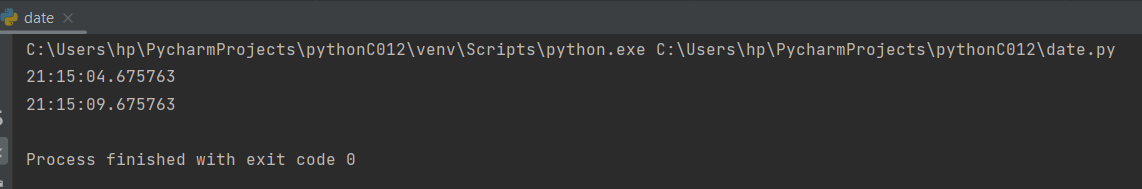 date
C:\Users\hp\PycharmProjects\pythonC012\venv\Scripts\python.exe C:\Users\hp\PycharmProjects\pythonC012\date.py
21:15:04.675763
21:15:09.675763
Process finished with exit code 0